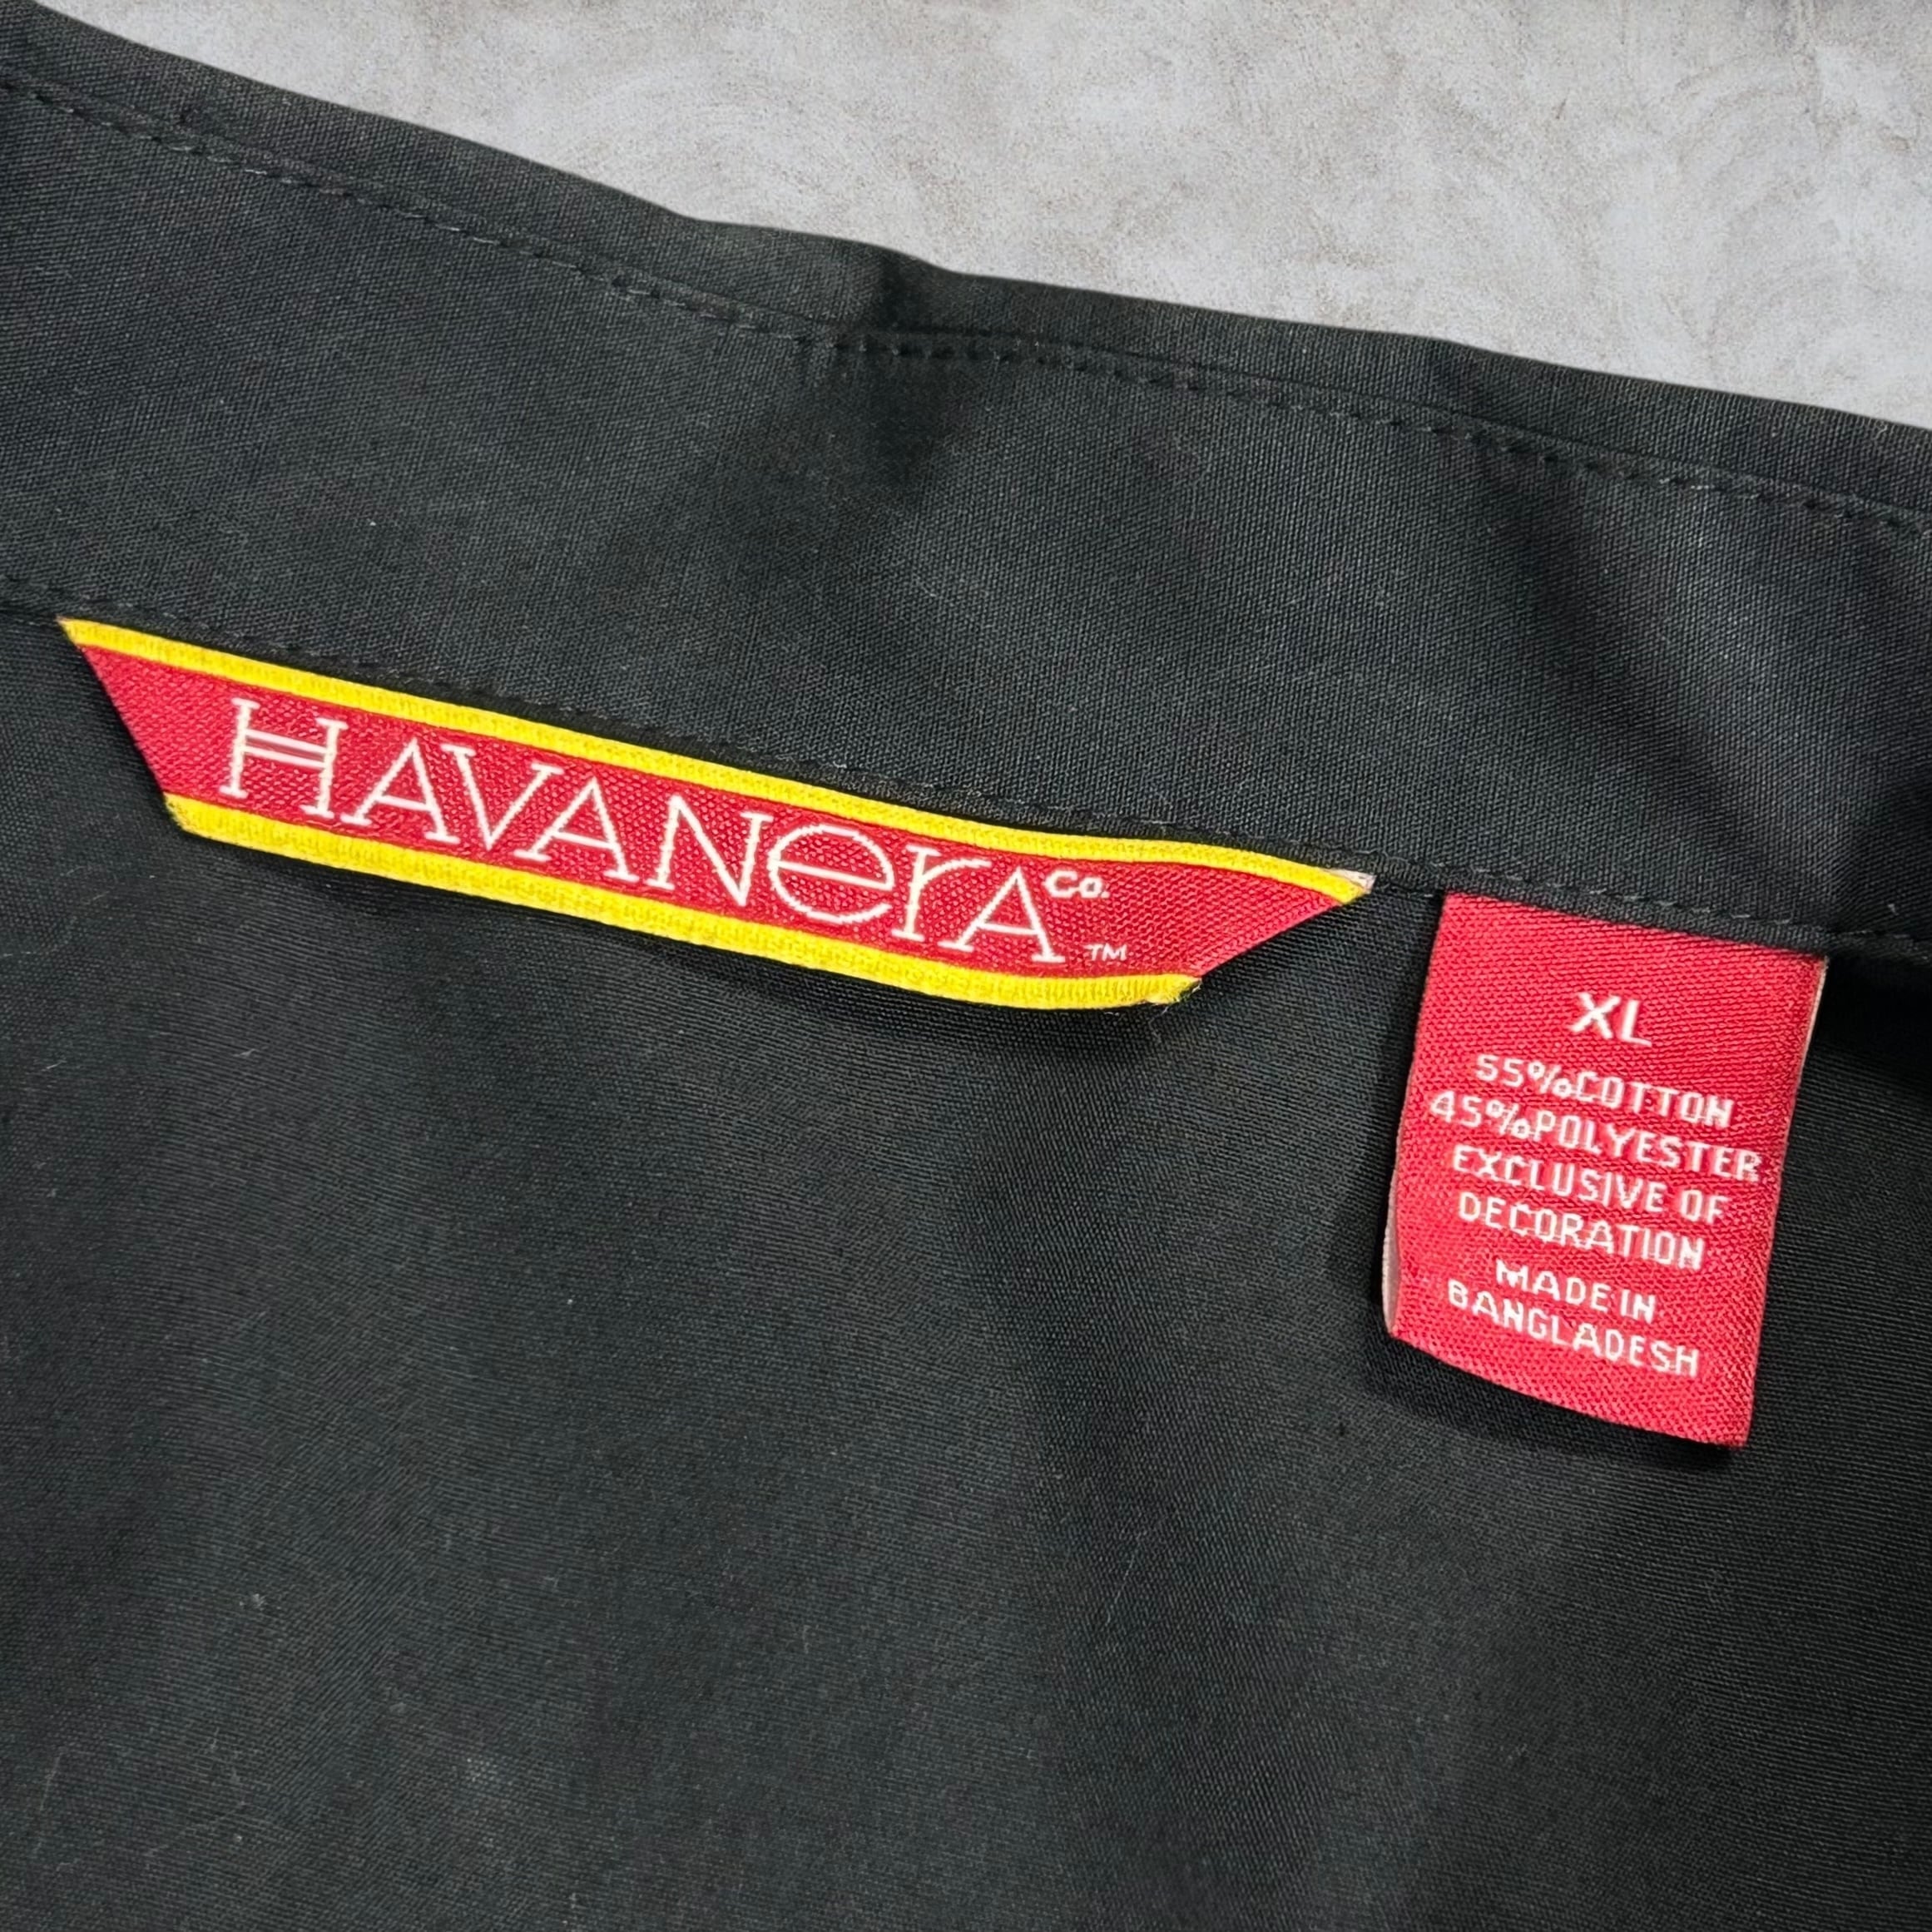 HAVANerA Co. ™
XL
55%COTTON
45%POLYESTER
EXCLUSIVE OF
DECORATION
MADE IN
BANGLADESH